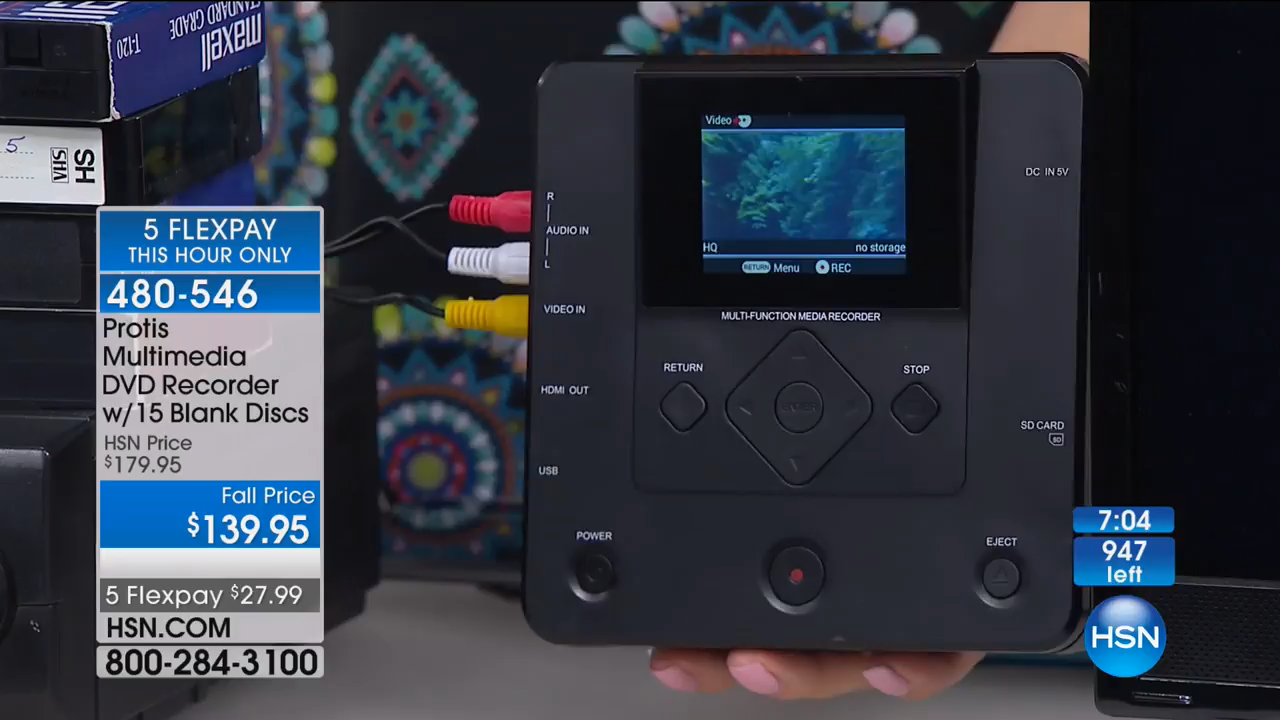 maxell
STANDARD GRADE
T-120
5
VHS
HS
5 FLEXPAY
THIS HOUR ONLY
480-546
Protis
Multimedia
DVD Recorder
w/15 Blank Discs
HSN Price
$179.95
Fall Price
$139.95
5 Flexpay $27.99
HSN.COM
800-284-3100
Video
HQ no storage
RETURN Menu REC
MULTI-FUNCTION MEDIA RECORDER
R
AUDIO IN
L
VIDEO IN
HDMI OUT
USB
RETURN
STOP
ENTER
DC IN 5V
SD CARD
SD
POWER
EJECT
7:04
947
left
HSN